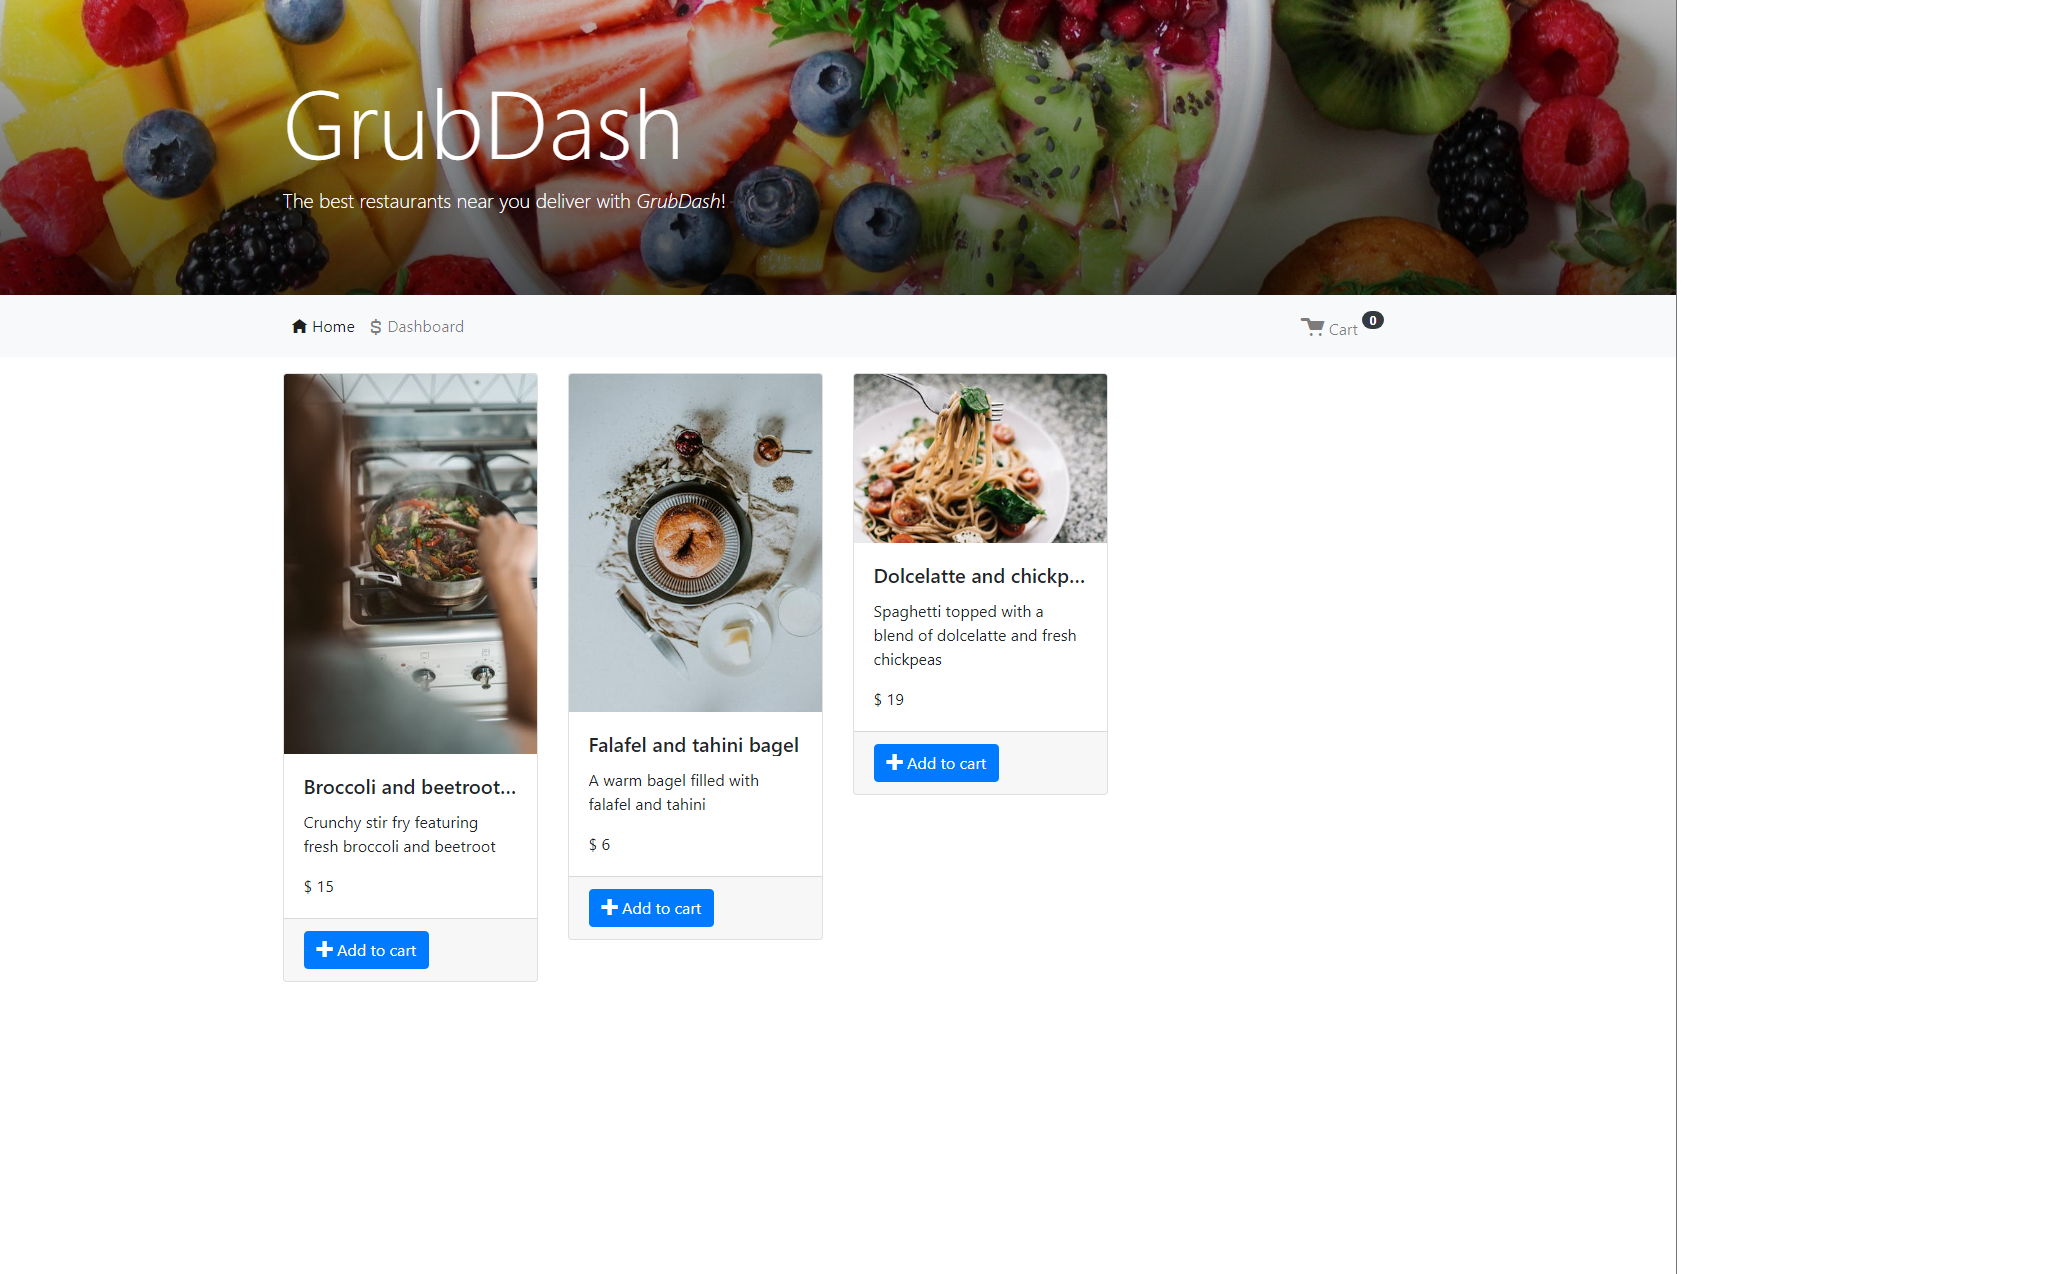 GrubDash
The best restaurants near you deliver with GrubDash!
Home
$ Dashboard
Cart 0
Broccoli and beetroot...
Crunchy stir fry featuring
fresh broccoli and beetroot
$ 15
Add to cart
Falafel and tahini bagel
A warm bagel filled with
falafel and tahini
$ 6
Add to cart
Dolcelatte and chickp...
Spaghetti topped with a
blend of dolcelatte and fresh
chickpeas
$ 19
Add to cart